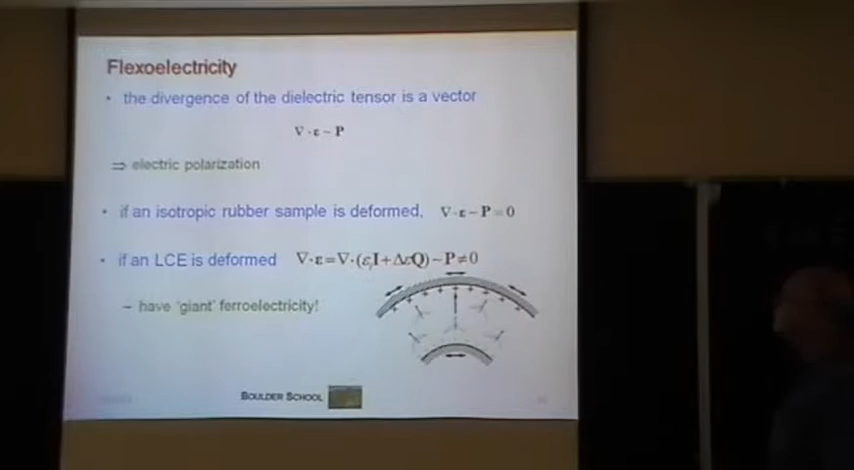 Flexoelectricity
• the divergence of the dielectric tensor is a vector
∇·ε ~ P
⇒ electric polarization
• if an isotropic rubber sample is deformed, ∇·ε ~ P = 0
• if an LCE is deformed ∇·ε=∇·(εᵢI+ΔεQ) ~ P≠0
– have 'giant' ferroelectricity!
BOULDER SCHOOL